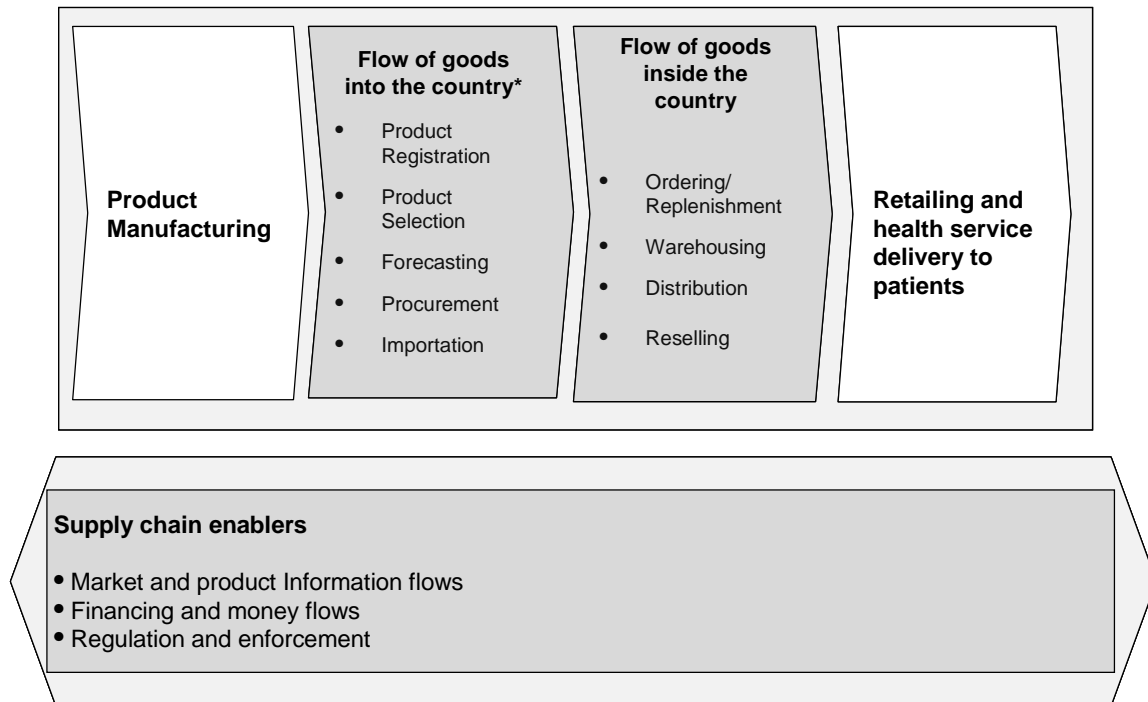 Product
Manufacturing
Flow of goods
into the country*
• Product
Registration
• Product
Selection
• Forecasting
• Procurement
• Importation
Flow of goods
inside the
country
• Ordering/
Replenishment
• Warehousing
• Distribution
• Reselling
Retailing and
health service
delivery to
patients
Supply chain enablers
• Market and product Information flows
• Financing and money flows
• Regulation and enforcement